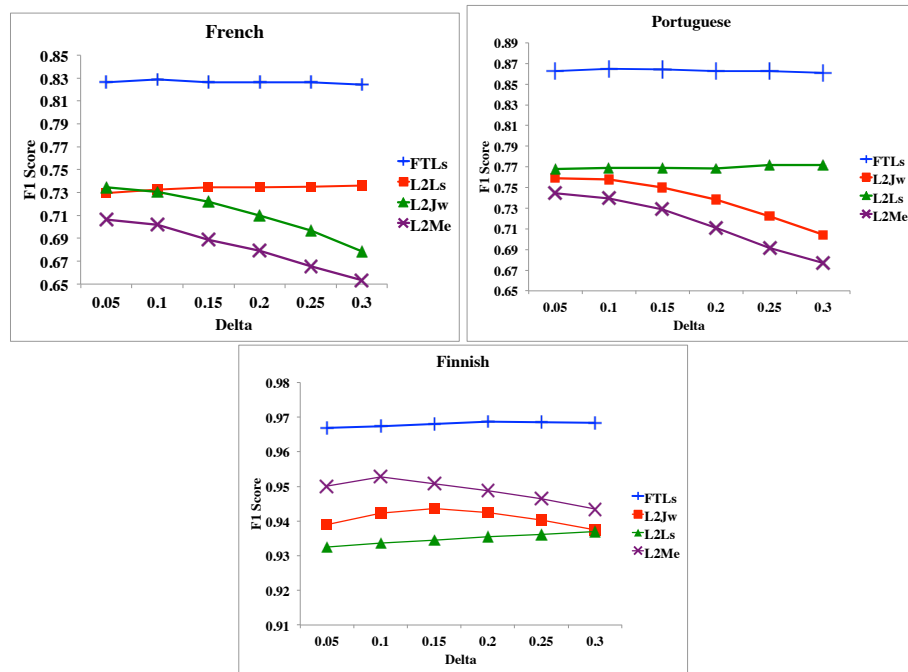 French
0.85
0.83
0.81
0.79
0.77
0.75
0.73
0.71
0.69
0.67
0.65
F1 Score
0.05 0.1 0.15 0.2 0.25 0.3
Delta
FTLs
L2Ls
L2Jw
L2Me
Portuguese
0.89
0.87
0.85
0.83
0.81
0.79
0.77
0.75
0.73
0.71
0.69
0.67
0.65
F1 Score
0.05 0.1 0.15 0.2 0.25 0.3
Delta
FTLs
L2Jw
L2Ls
L2Me
Finnish
0.98
0.97
0.96
0.95
0.94
0.93
0.92
0.91
F1 Score
0.05 0.1 0.15 0.2 0.25 0.3
Delta
FTLs
L2Jw
L2Ls
L2Me